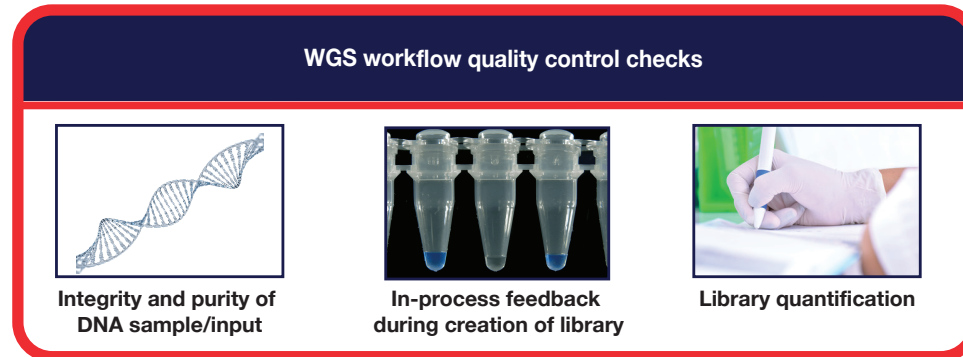 WGS workflow quality control checks
Integrity and purity of
DNA sample/input
In-process feedback
during creation of library
Library quantification